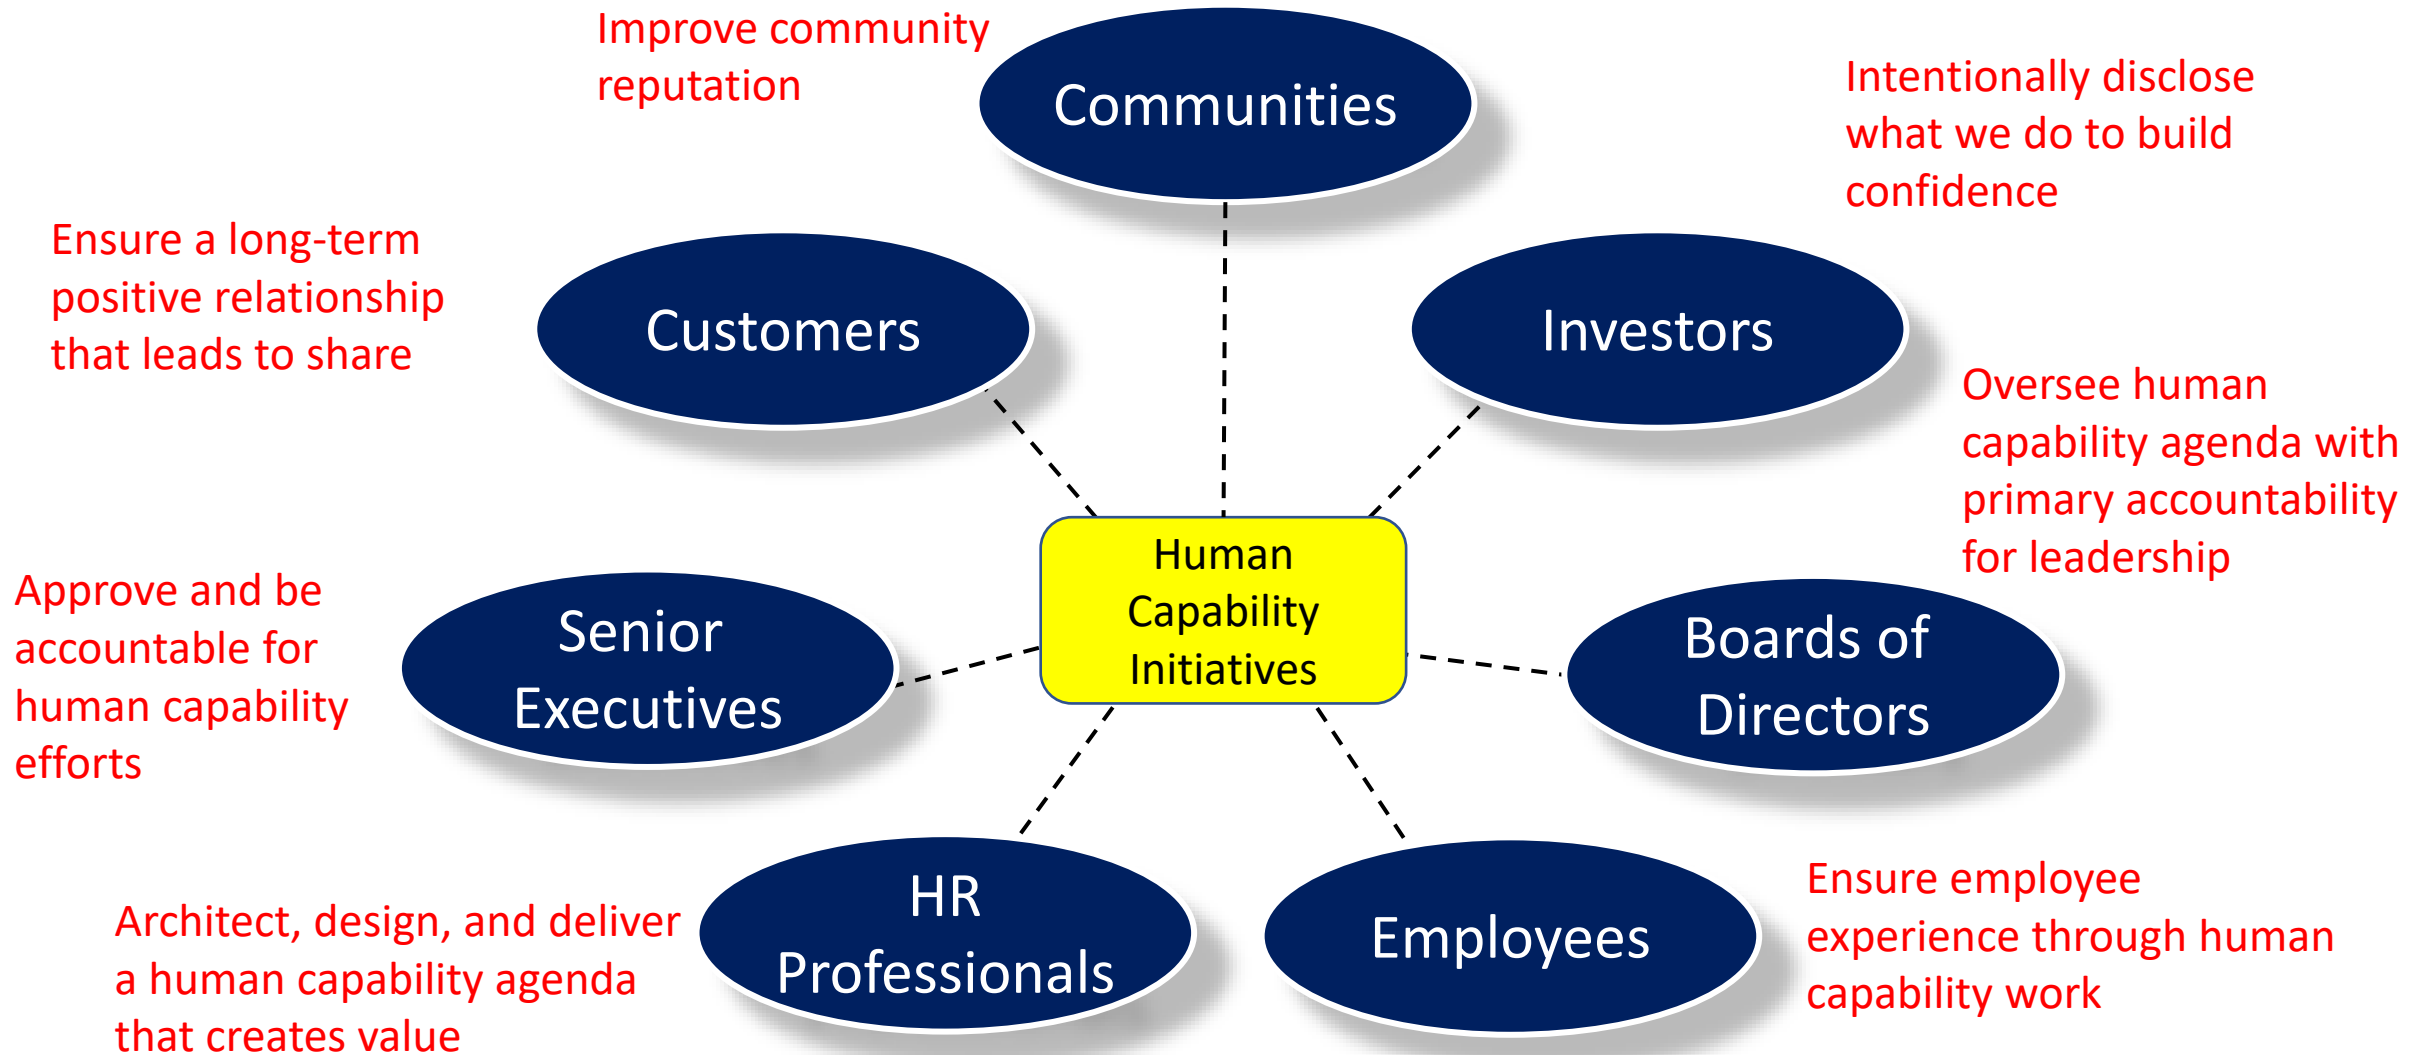 Improve community
reputation
Communities
Intentionally disclose
what we do to build
confidence
Ensure a long-term
positive relationship
that leads to share
Customers
Investors
Oversee human
capability agenda with
primary accountability
for leadership
Human
Capability
Initiatives
Approve and be
accountable for
human capability
efforts
Senior
Executives
Boards of
Directors
Architect, design, and deliver
a human capability agenda
that creates value
HR
Professionals
Employees
Ensure employee
experience through human
capability work